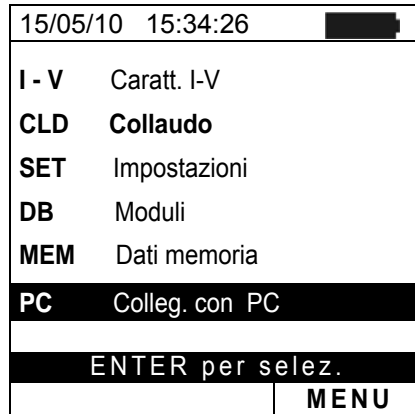 15/05/10 15:34:26
I - V Caratt. I-V
CLD Collaudo
SET Impostazioni
DB Moduli
MEM Dati memoria
PC Colleg. con PC
ENTER per selez.
MENU